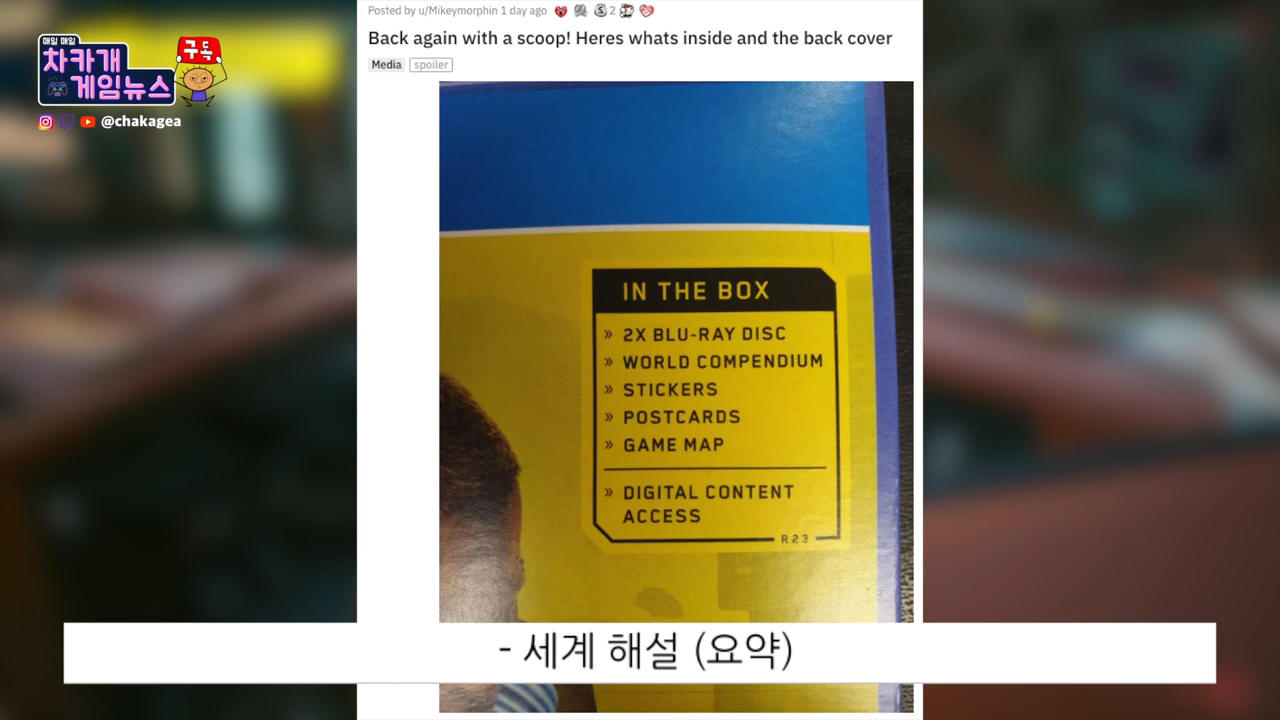 Posted by u/Mikeymorphin 1 day ago 2
Back again with a scoop! Heres whats inside and the back cover
Media spoiler
매일 매일
차카개
게임뉴스
구독
@chakagea
IN THE BOX
» 2X BLU-RAY DISC
» WORLD COMPENDIUM
» STICKERS
» POSTCARDS
» GAME MAP
» DIGITAL CONTENT
ACCESS
R23
- 세계 해설 (요약)